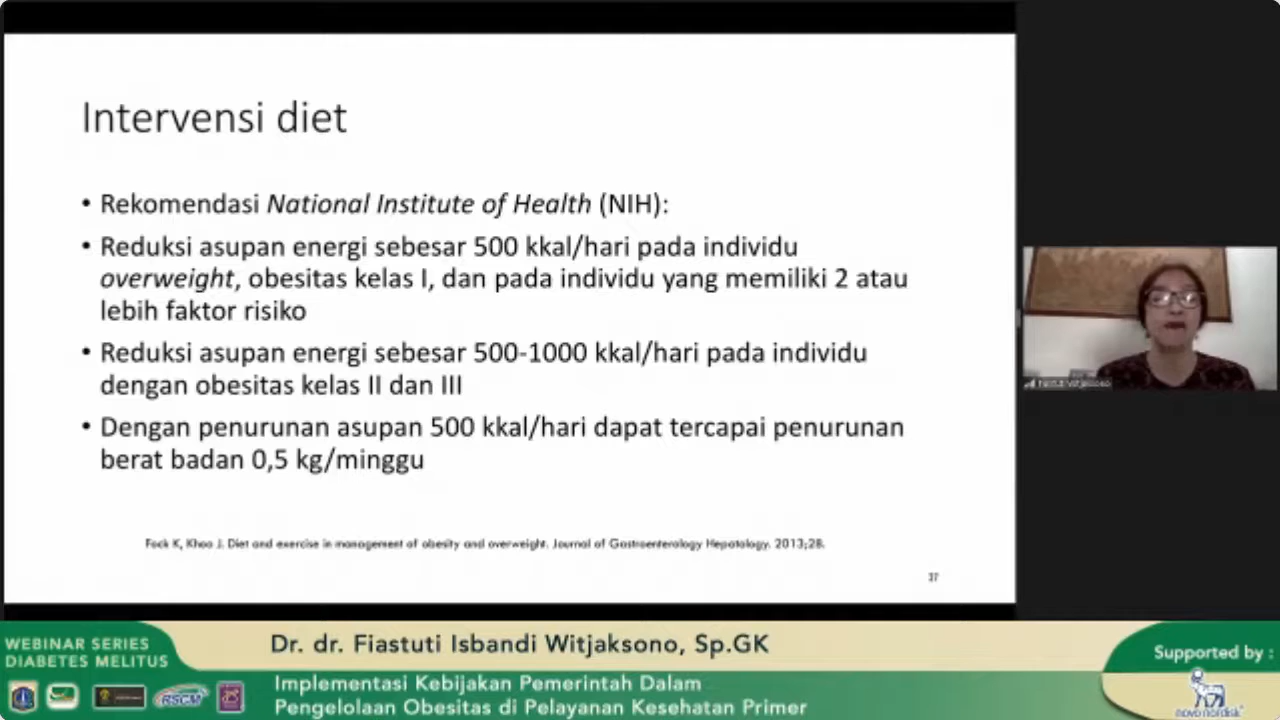 Intervensi diet
• Rekomendasi National Institute of Health (NIH):
• Reduksi asupan energi sebesar 500 kkal/hari pada individu
overweight, obesitas kelas I, dan pada individu yang memiliki 2 atau
lebih faktor risiko
• Reduksi asupan energi sebesar 500-1000 kkal/hari pada individu
dengan obesitas kelas II dan III
• Dengan penurunan asupan 500 kkal/hari dapat tercapai penurunan
berat badan 0,5 kg/minggu
Fock K, Khoo J. Diet and exercise in management of obesity and overweight. Journal of Gastroenterology Hepatology. 2013;28.
37
Fiastuti Witjaksono
WEBINAR SERIES
DIABETES MELITUS
Dr. dr. Fiastuti Isbandi Witjaksono, Sp.GK
Implementasi Kebijakan Pemerintah Dalam
Pengelolaan Obesitas di Pelayanan Kesehatan Primer
RSCM
Supported by :
novo nordisk